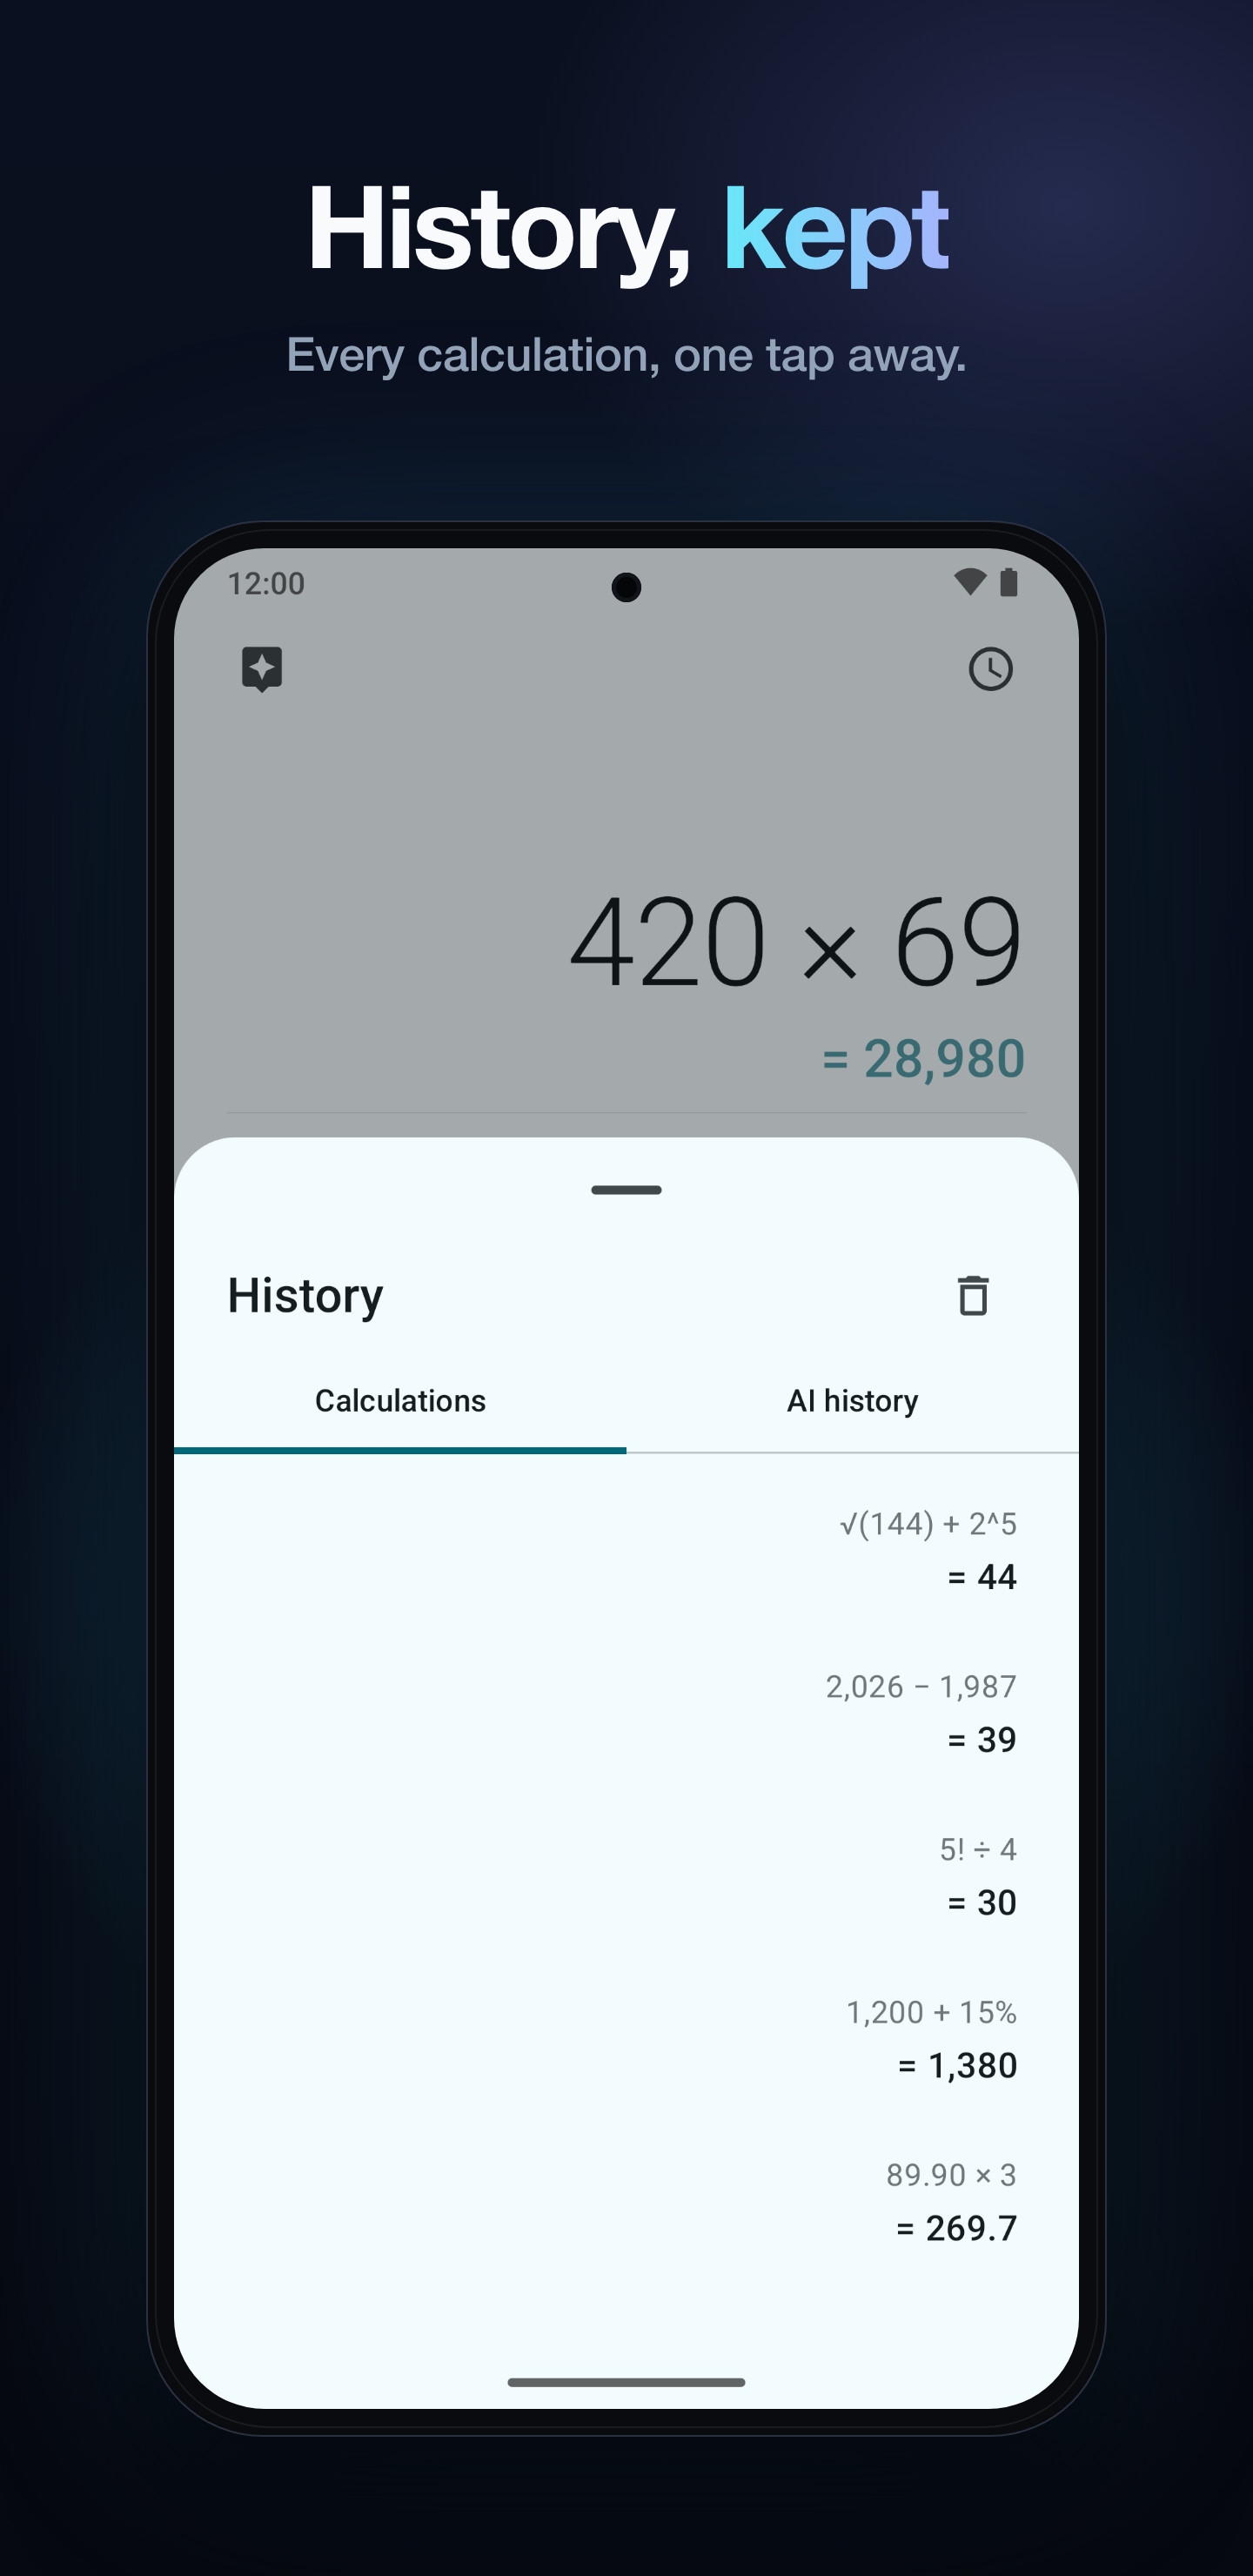 History, kept
Every calculation, one tap away.
12:00
420 × 69
= 28,980
History
Calculations
AI history
√(144) + 2^5
= 44
2,026 − 1,987
= 39
5! ÷ 4
= 30
1,200 + 15%
= 1,380
89.90 × 3
= 269.7